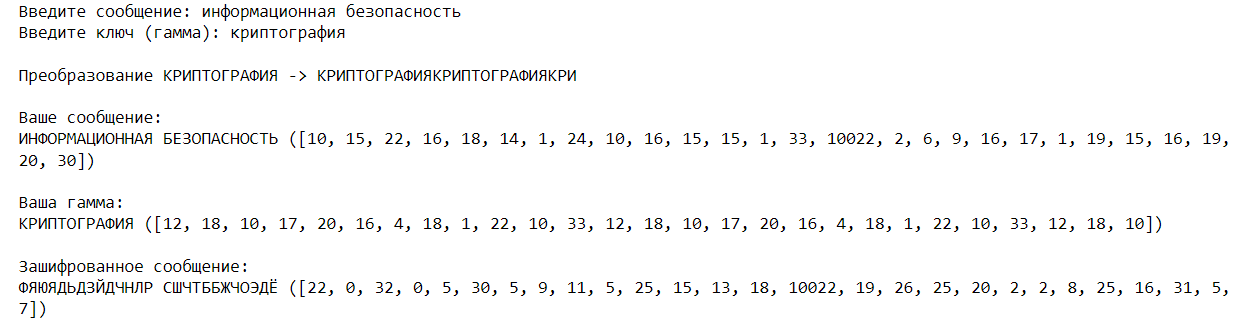 Введите сообщение: информационная безопасность
Введите ключ (гамма): криптография
Преобразование КРИПТОГРАФИЯ -> КРИПТОГРАФИЯКРИПТОГРАФИЯКРИ
Ваше сообщение:
ИНФОРМАЦИОННАЯ БЕЗОПАСНОСТЬ ([10, 15, 22, 16, 18, 14, 1, 24, 10, 16, 15, 15, 1, 33, 10022, 2, 6, 9, 16, 17, 1, 19, 15, 16, 19,
20, 30])
Ваша гамма:
КРИПТОГРАФИЯ ([12, 18, 10, 17, 20, 16, 4, 18, 1, 22, 10, 33, 12, 18, 10, 17, 20, 16, 4, 18, 1, 22, 10, 33, 12, 18, 10])
Зашифрованное сообщение:
ФЯЮЯДЬДЗЙДЧНЛР СШЧТББЖЧОЭДЁ ([22, 0, 32, 0, 5, 30, 5, 9, 11, 5, 25, 15, 13, 18, 10022, 19, 26, 25, 20, 2, 2, 8, 25, 16, 31, 5,
7])